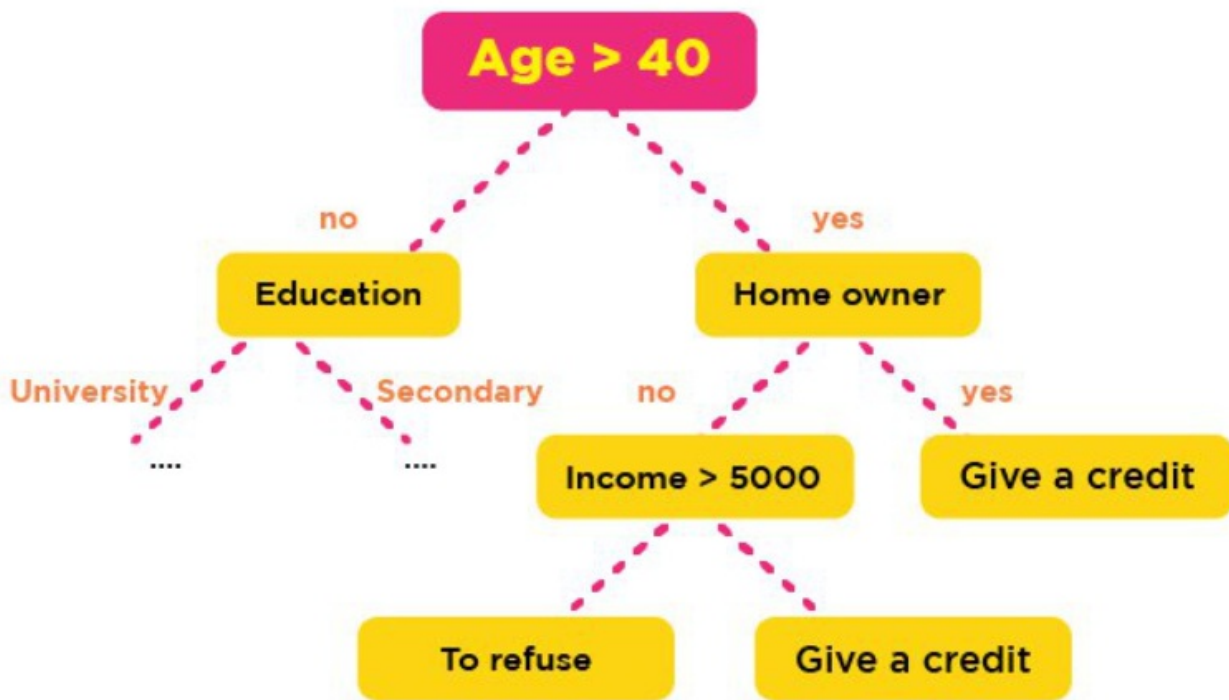 Age > 40
no
yes
Education
Home owner
University
Secondary
no
yes
....
....
Income > 5000
Give a credit
To refuse
Give a credit